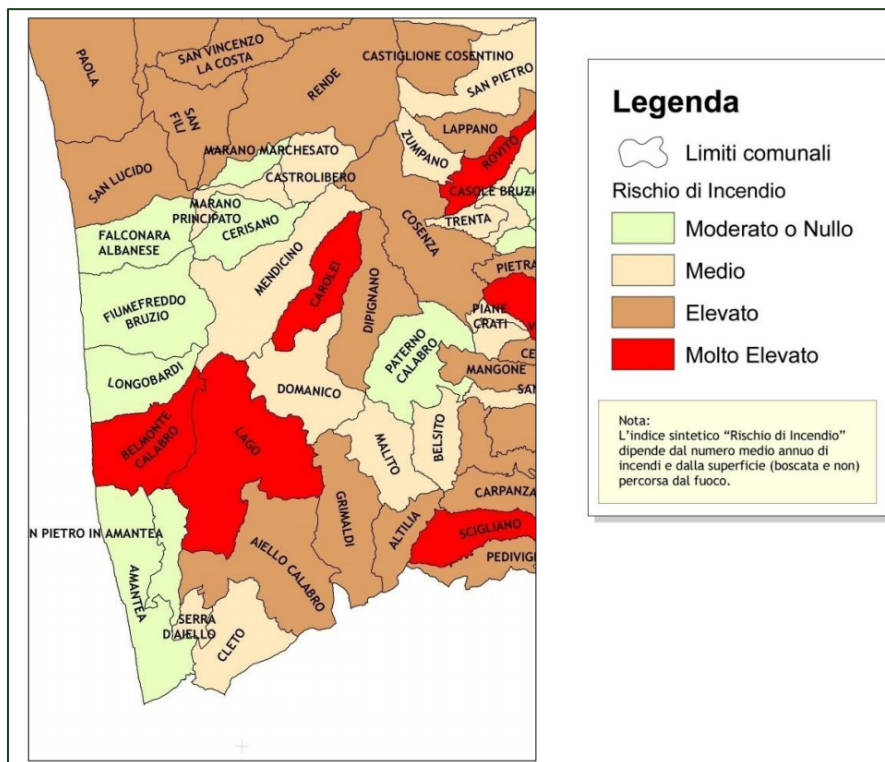 PAOLA
SAN VINCENZO
LA COSTA
CASTIGLIONE COSENTINO
RENDE
SAN PIETRO
SAN
FILI
LAPPANO
ZUMPANO
ROVITO
MARANO MARCHESATO
SAN LUCIDO
CASTROLIBERO
CASOLE BRUZI
MARANO
PRINCIPATO
TRENTA
CERISANO
COSENZA
FALCONARA
ALBANESE
MENDICINO
CAROLEI
PIETRA
FIUMEFREDDO
BRUZIO
DIPIGNANO
PIANE
CRATI
V
PATERNO
CALABRO
CE
LONGOBARDI
MANGONE
DOMANICO
SAN
BELMONTE
CALABRO
LAGO
MALITO
BELSITO
CARPANZA
GRIMALDI
ALTILIA
SCIGLIANO
N PIETRO IN AMANTEA
AIELLO CALABRO
PEDIVIGI
AMANTEA
SERRA
D'AIELLO
CLETO
Legenda
Limiti comunali
Rischio di Incendio
Moderato o Nullo
Medio
Elevato
Molto Elevato
Nota:
L'indice sintetico "Rischio di Incendio"
dipende dal numero medio annuo di
incendi e dalla superficie (boscata e non)
percorsa dal fuoco.